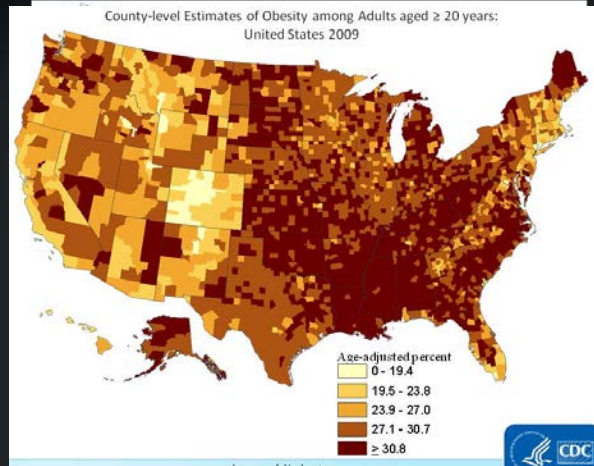 County-level Estimates of Obesity among Adults aged ≥ 20 years:
United States 2009
Age-adjusted percent
0 - 19.4
19.5 - 23.8
23.9 - 27.0
27.1 - 30.7
≥ 30.8
CDC